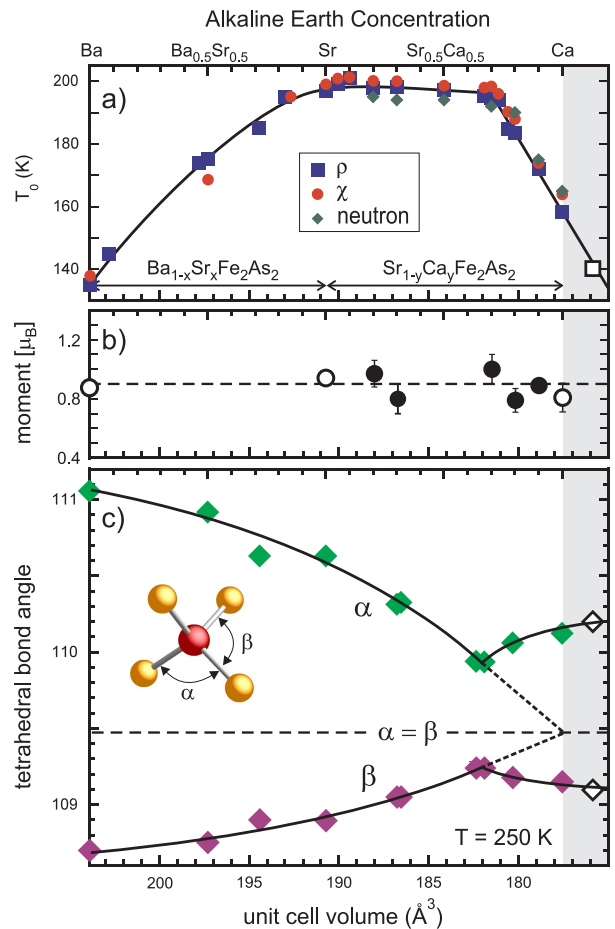 Alkaline Earth Concentration
Ba Ba0.5Sr0.5 Sr Sr0.5Ca0.5 Ca
a)
T0 (K)
200
180
160
140
ρ
χ
neutron
Ba1-xSrxFe2As2 Sr1-yCayFe2As2
b)
moment [μB]
1.2
0.8
0.4
c)
tetrahedral bond angle
111
110
109
α
β
α
α = β
β
T = 250 K
200 195 190 185 180
unit cell volume (Å3)